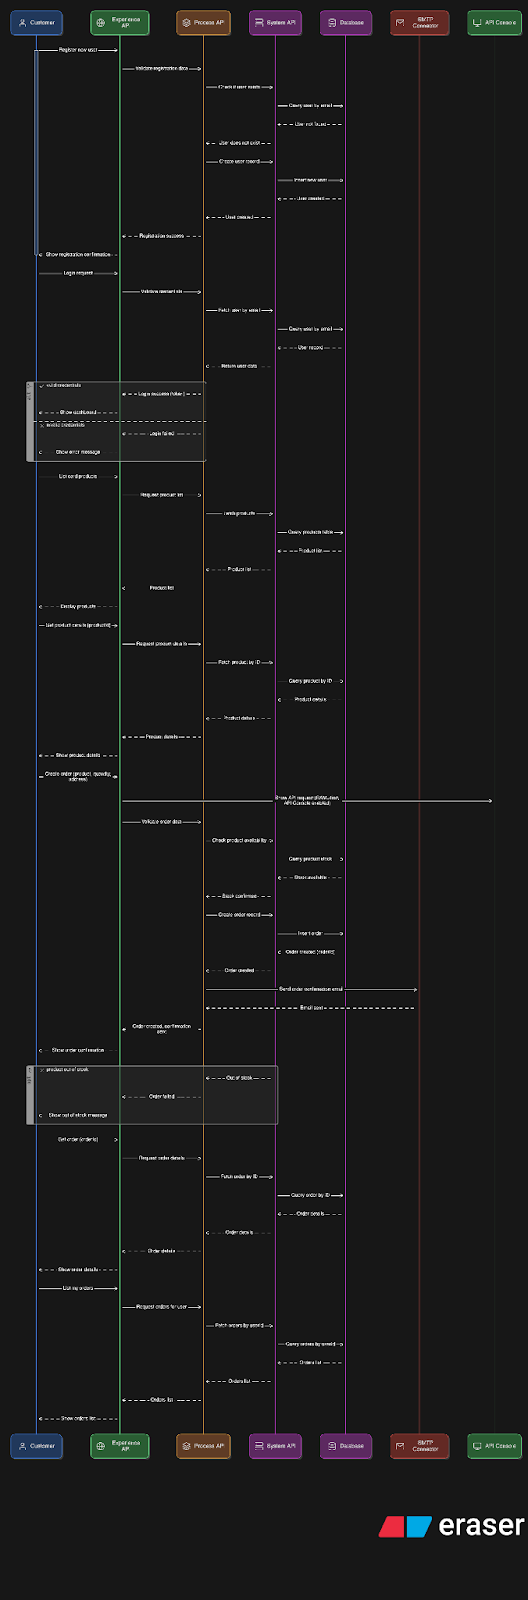 Customer
Experience
API
Process API
System API
Database
SMTP
Connector
API Console
Register new user
Validate registration data
Check if user exists
Query user by email
User not found
User does not exist
Create user record
Insert new user
User created
User created
Registration success
Show registration confirmation
Login request
Validate credentials
Fetch user by email
Query user by email
User record
Return user data
valid credentials
Login success (token)
Show dashboard
invalid credentials
Login failed
Show error message
Request product list
Query products table
Product list
Product list
Product list
Display products
Get product details (productId)
Request product details
Fetch product by ID
Query product by ID
Product details
Product details
Product details
Show product details
Create order (product, quantity,
address)
API Console enabled)
Validate order data
Check product availability
Query product stock
Stock available
Stock confirmed
Create order record
Insert order
Order created (orderId)
Order created
Send order confirmation email
Email sent
Order created, confirmation
sent
Show order confirmation
product out of stock
Out of stock
Order failed
Show out of stock message
Get order (orderId)
Request order details
Fetch order by ID
Query order by ID
Order details
Order details
Order details
Show order details
List my orders
Request orders for user
Fetch orders by userId
Query orders by userId
Orders list
Orders list
Orders list
Show orders list
Customer
Experience
API
Process API
System API
Database
SMTP
Connector
API Console
eraser